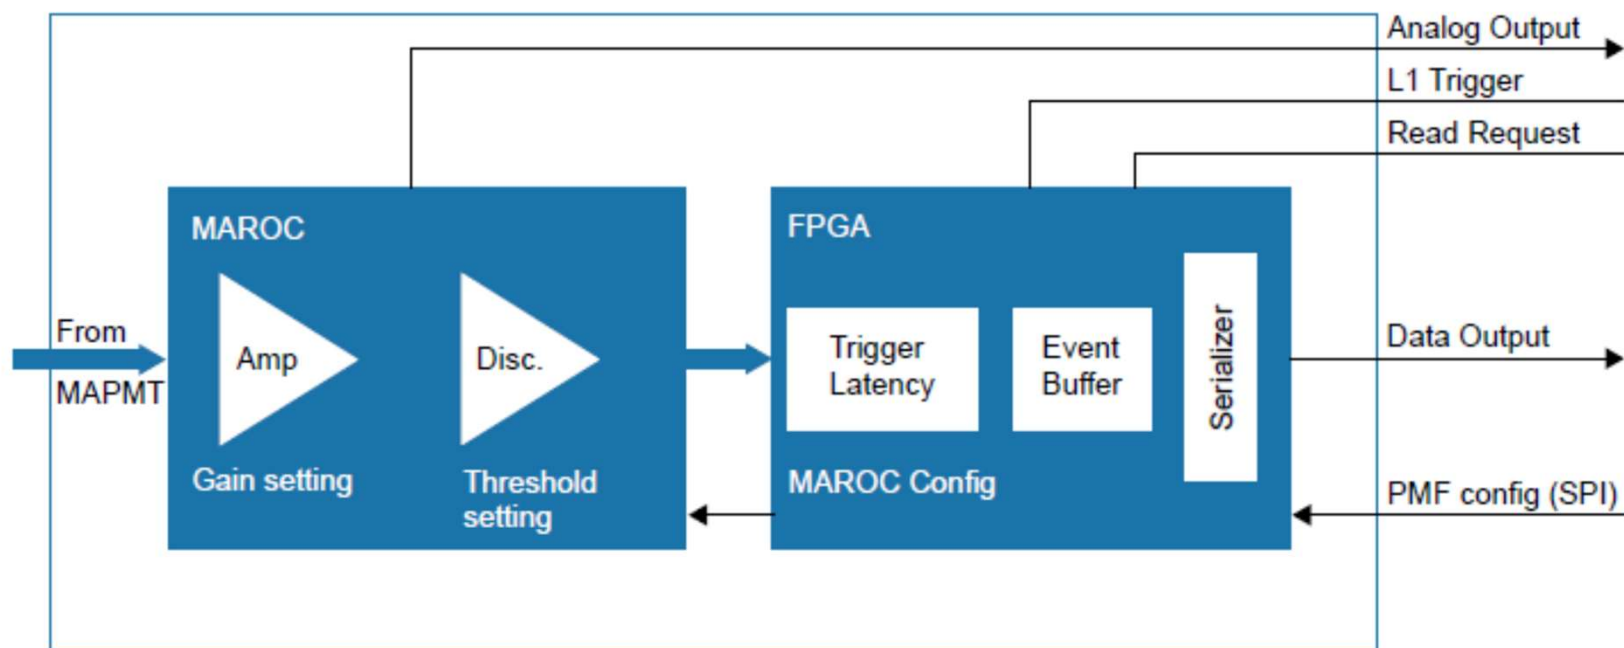 Analog Output
L1 Trigger
Read Request
MAROC
FPGA
From
MAPMT
Amp
Disc.
Trigger
Latency
Event
Buffer
Serializer
Data Output
Gain setting
Threshold
setting
MAROC Config
PMF config (SPI)